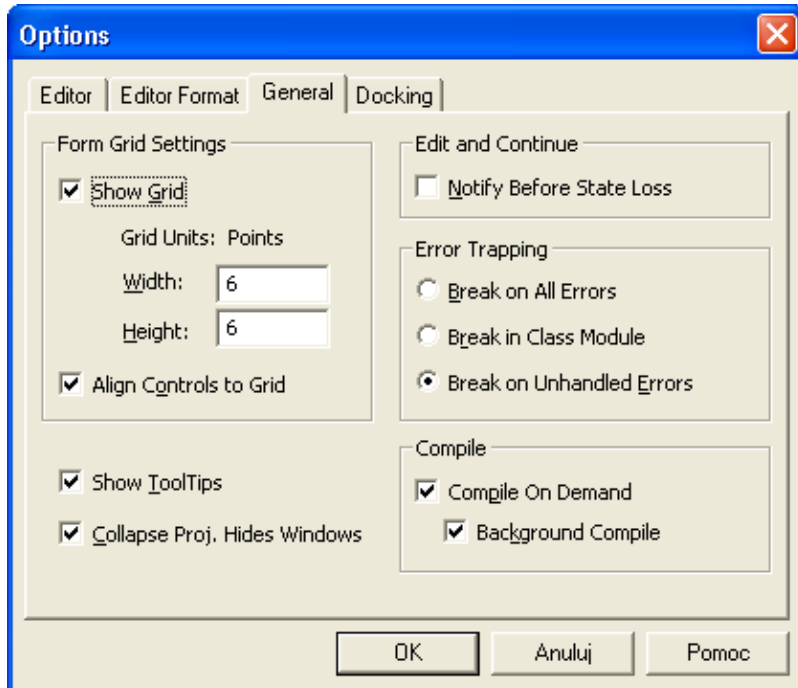 Options
Editor
Editor Format
General
Docking
Form Grid Settings
Show Grid
Grid Units: Points
Width: 6
Height: 6
Align Controls to Grid
Show ToolTips
Collapse Proj. Hides Windows
Edit and Continue
Notify Before State Loss
Error Trapping
Break on All Errors
Break in Class Module
Break on Unhandled Errors
Compile
Compile On Demand
Background Compile
OK
Anuluj
Pomoc